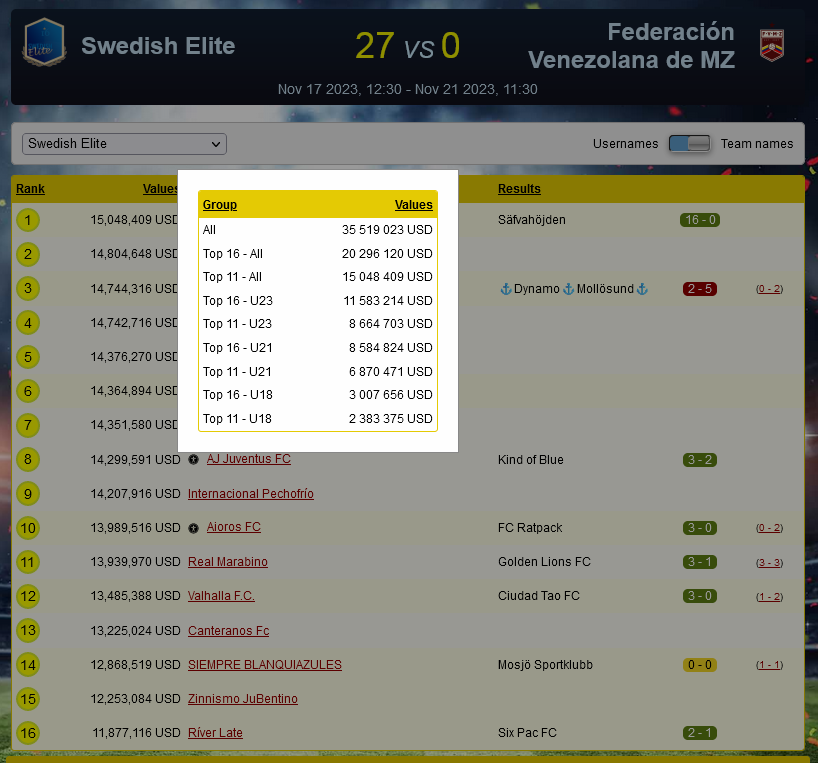 Elite
Swedish Elite
27 vs 0
Federación
Venezolana de MZ
F.V.M.Z
Nov 17 2023, 12:30 - Nov 21 2023, 11:30
Swedish Elite
Usernames Team names
Rank Values Results
1 15,048,409 USD Säfvahöjden 16 - 0
2 14,804,648 USD
3 14,744,316 USD ⚓Dynamo⚓Mollösund⚓ 2 - 5 (0 - 2)
4 14,742,716 USD
5 14,376,270 USD
6 14,364,894 USD
7 14,351,580 USD
8 14,299,591 USD AJ Juventus FC Kind of Blue 3 - 2
9 14,207,916 USD Internacional Pechofrío
10 13,989,516 USD Aioros FC FC Ratpack 3 - 0 (0 - 2)
11 13,939,970 USD Real Marabino Golden Lions FC 3 - 1 (3 - 3)
12 13,485,388 USD Valhalla F.C. Ciudad Tao FC 3 - 0 (1 - 2)
13 13,225,024 USD Canteranos Fc
14 12,868,519 USD SIEMPRE BLANQUIAZULES Mosjö Sportklubb 0 - 0 (1 - 1)
15 12,253,084 USD Zinnismo JuBentino
16 11,877,116 USD Ríver Late Six Pac FC 2 - 1
Group Values
All 35 519 023 USD
Top 16 - All 20 296 120 USD
Top 11 - All 15 048 409 USD
Top 16 - U23 11 583 214 USD
Top 11 - U23 8 664 703 USD
Top 16 - U21 8 584 824 USD
Top 11 - U21 6 870 471 USD
Top 16 - U18 3 007 656 USD
Top 11 - U18 2 383 375 USD